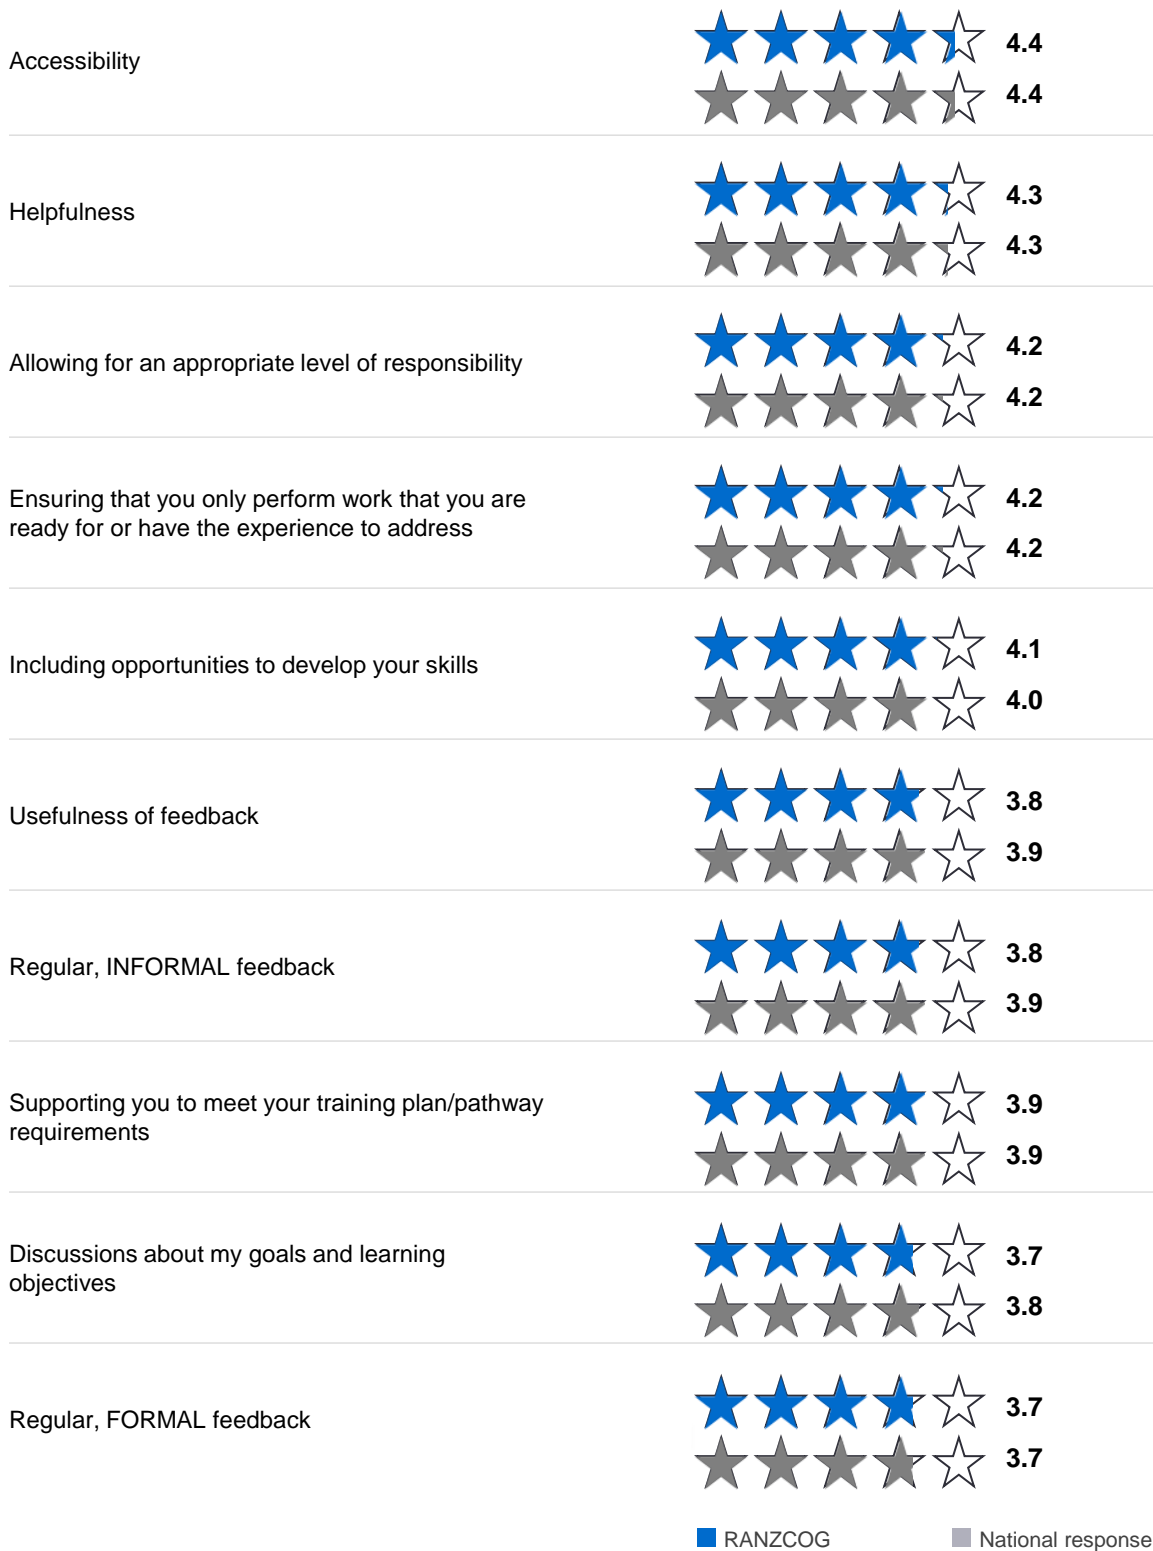 Accessibility
4.4
4.4
Helpfulness
4.3
4.3
Allowing for an appropriate level of responsibility
4.2
4.2
Ensuring that you only perform work that you are
ready for or have the experience to address
4.2
4.2
Including opportunities to develop your skills
4.1
4.0
Usefulness of feedback
3.8
3.9
Regular, INFORMAL feedback
3.8
3.9
Supporting you to meet your training plan/pathway
requirements
3.9
3.9
Discussions about my goals and learning
objectives
3.7
3.8
Regular, FORMAL feedback
3.7
3.7
RANZCOG
National response